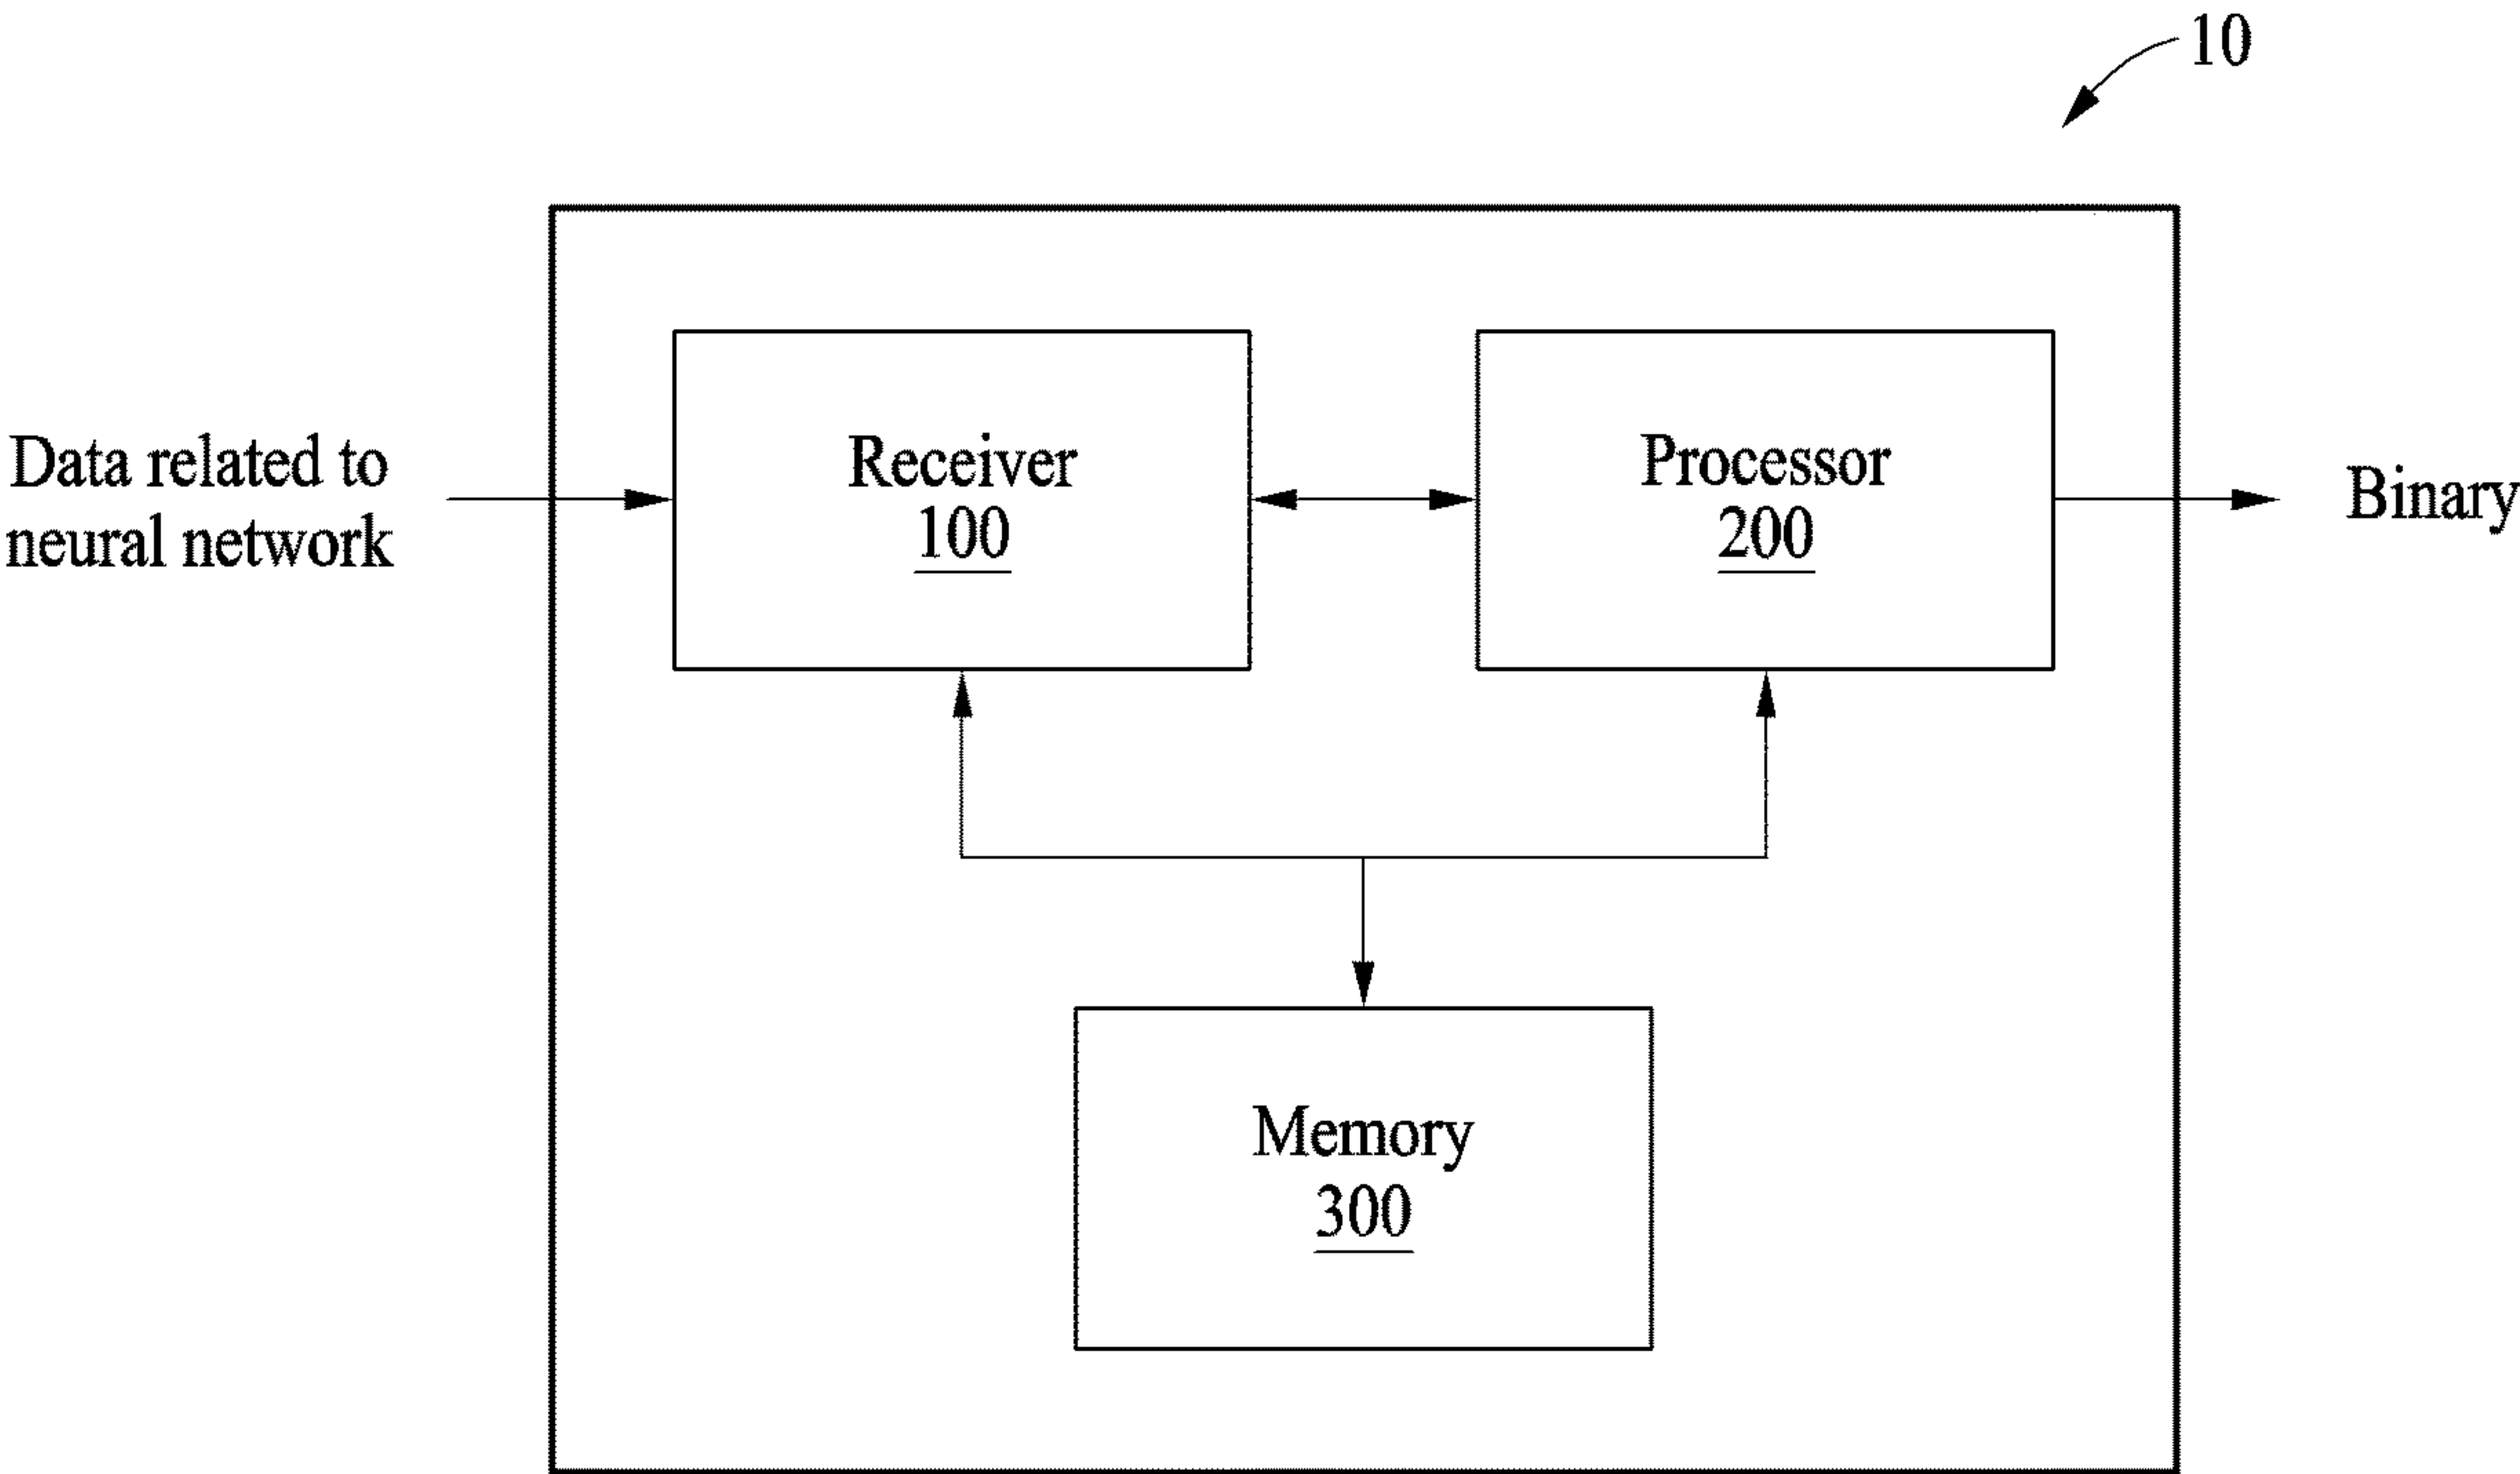 10
Data related to
neural network
Receiver
100
Processor
200
Binary
Memory
300